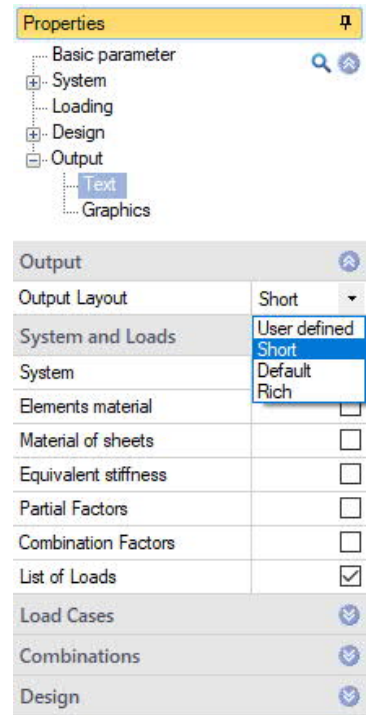 Properties
Basic parameter
System
Loading
Design
Output
Text
Graphics
Output
Output Layout Short
User defined
Short
Default
Rich
System and Loads
System
Elements material
Material of sheets
Equivalent stiffness
Partial Factors
Combination Factors
List of Loads
Load Cases
Combinations
Design